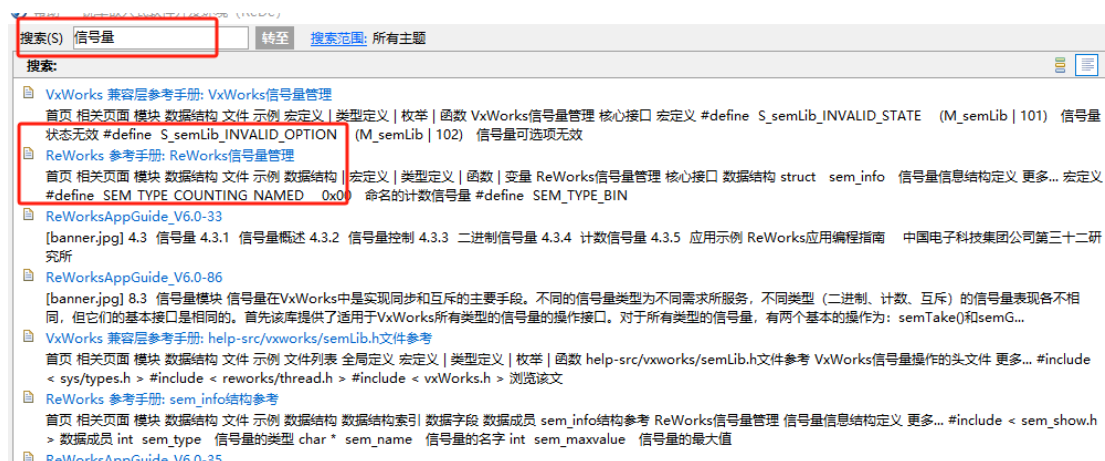 搜索(S) 信号量 转至 搜索范围: 所有主题
搜索:
VxWorks 兼容层参考手册: VxWorks信号量管理
首页 相关页面 模块 数据结构 文件 示例 宏定义 | 类型定义 | 枚举 | 函数 VxWorks信号量管理 核心接口 宏定义 #define S_semLib_INVALID_STATE (M_semLib | 101) 信号量
状态无效 #define S_semLib_INVALID_OPTION (M_semLib | 102) 信号量可选项无效
ReWorks 参考手册: ReWorks信号量管理
首页 相关页面 模块 数据结构 文件 示例 数据结构 | 宏定义 | 类型定义 | 函数 | 变量 ReWorks信号量管理 核心接口 数据结构 struct sem_info 信号量信息结构定义 更多... 宏定义
#define SEM_TYPE_COUNTING_NAMED 0x00 命名的计数信号量 #define SEM_TYPE_BIN
ReWorksAppGuide_V6.0-33
[banner.jpg] 4.3 信号量 4.3.1 信号量概述 4.3.2 信号量控制 4.3.3 二进制信号量 4.3.4 计数信号量 4.3.5 应用示例 ReWorks应用编程指南 中国电子科技集团公司第三十二研
究所
ReWorksAppGuide_V6.0-86
[banner.jpg] 8.3 信号量模块 信号量在VxWorks中是实现同步和互斥的主要手段。不同的信号量类型为不同需求所服务，不同类型（二进制、计数、互斥）的信号量表现各不相
同，但它们的基本接口是相同的。首先该库提供了适用于VxWorks所有类型的信号量的操作接口。对于所有类型的信号量，有两个基本的操作为：semTake()和semG...
VxWorks 兼容层参考手册: help-src/vxworks/semLib.h文件参考
首页 相关页面 模块 数据结构 文件 示例 文件列表 全局定义 宏定义 | 类型定义 | 枚举 | 函数 help-src/vxworks/semLib.h文件参考 VxWorks信号量操作的头文件 更多... #include
< sys/types.h > #include < reworks/thread.h > #include < vxWorks.h > 浏览该文
ReWorks 参考手册: sem_info结构参考
首页 相关页面 模块 数据结构 文件 示例 数据结构 数据结构索引 数据字段 数据成员 sem_info结构参考 ReWorks信号量管理 信号量信息结构定义 更多... #include < sem_show.h
> 数据成员 int sem_type 信号量的类型 char * sem_name 信号量的名字 int sem_maxvalue 信号量的最大值
ReWorksAppGuide_V6.0-35